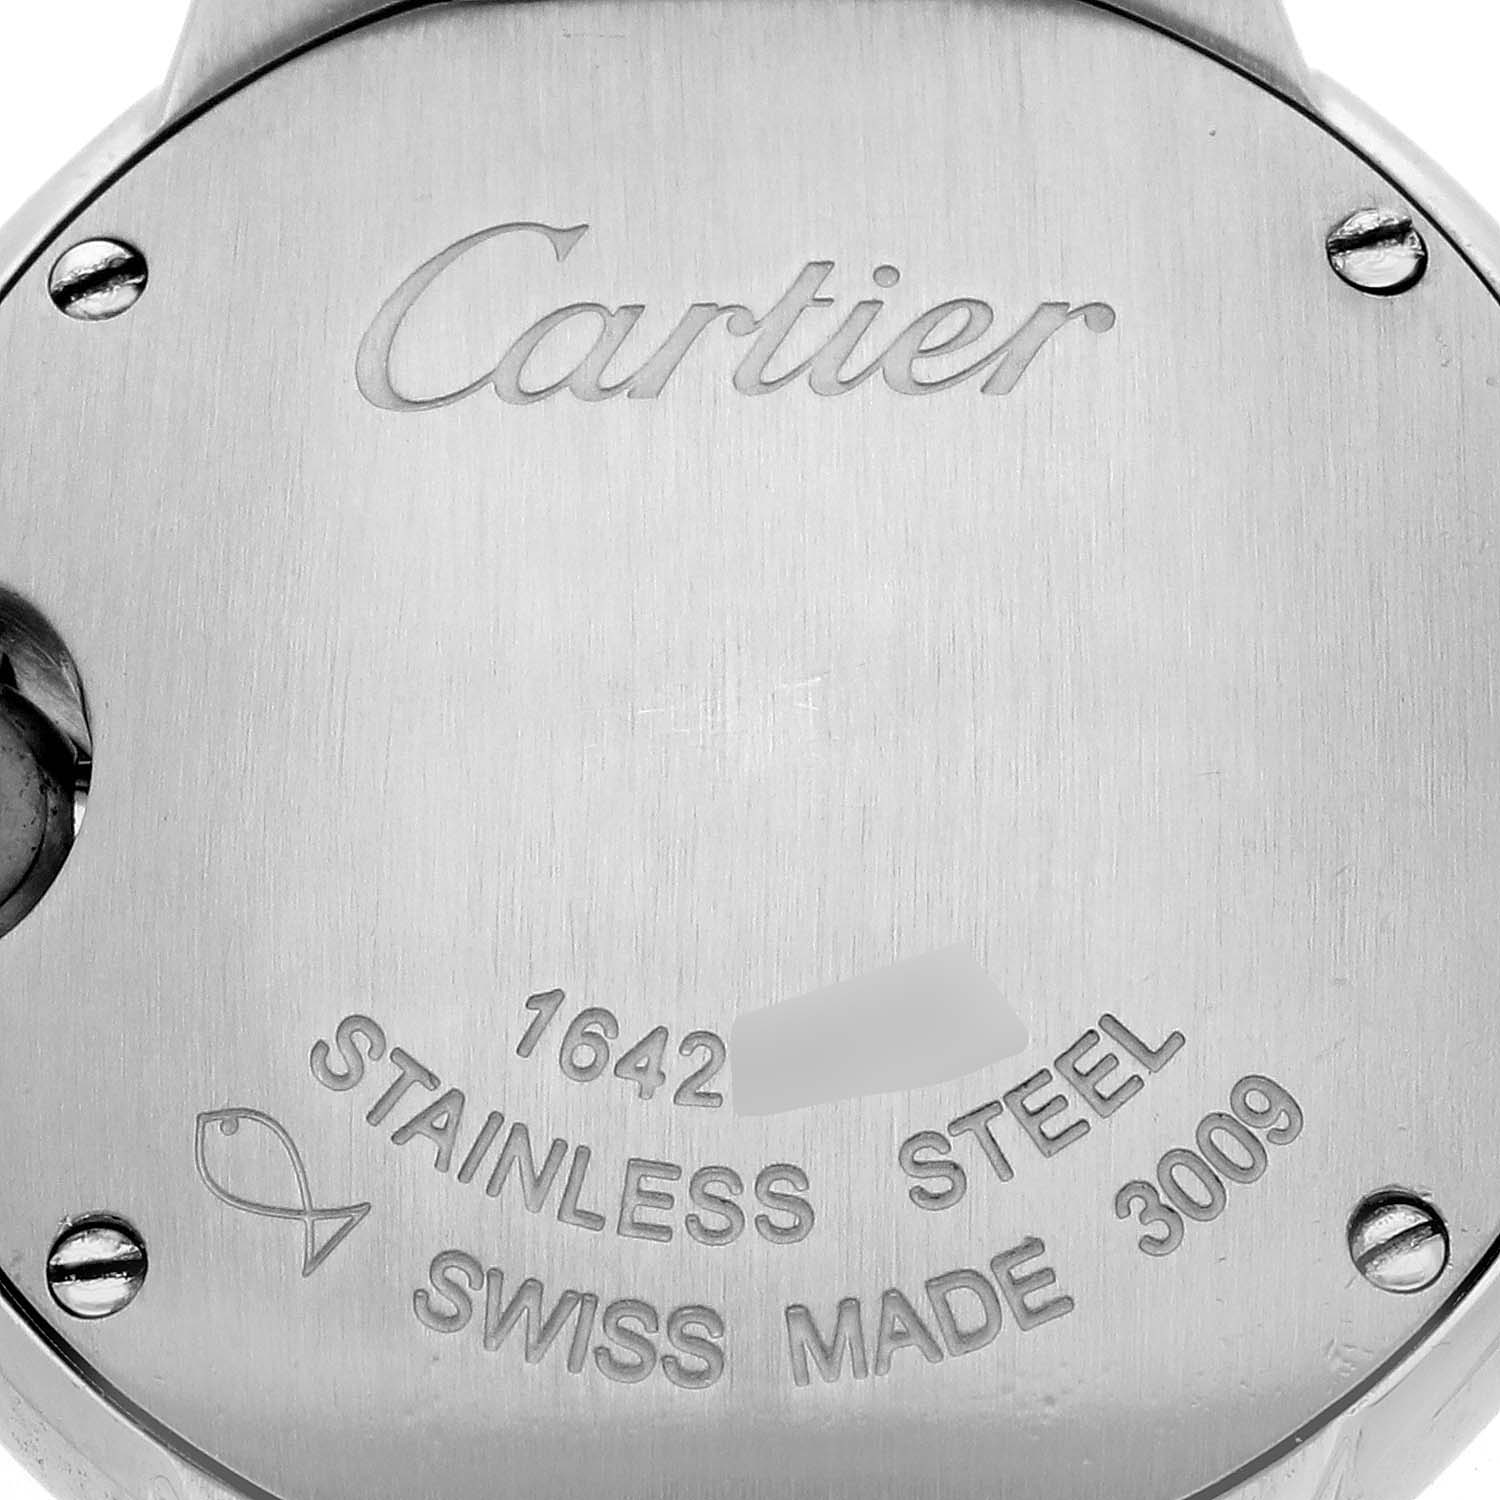 Cartier
1642
STAINLESS STEEL
SWISS MADE 3009